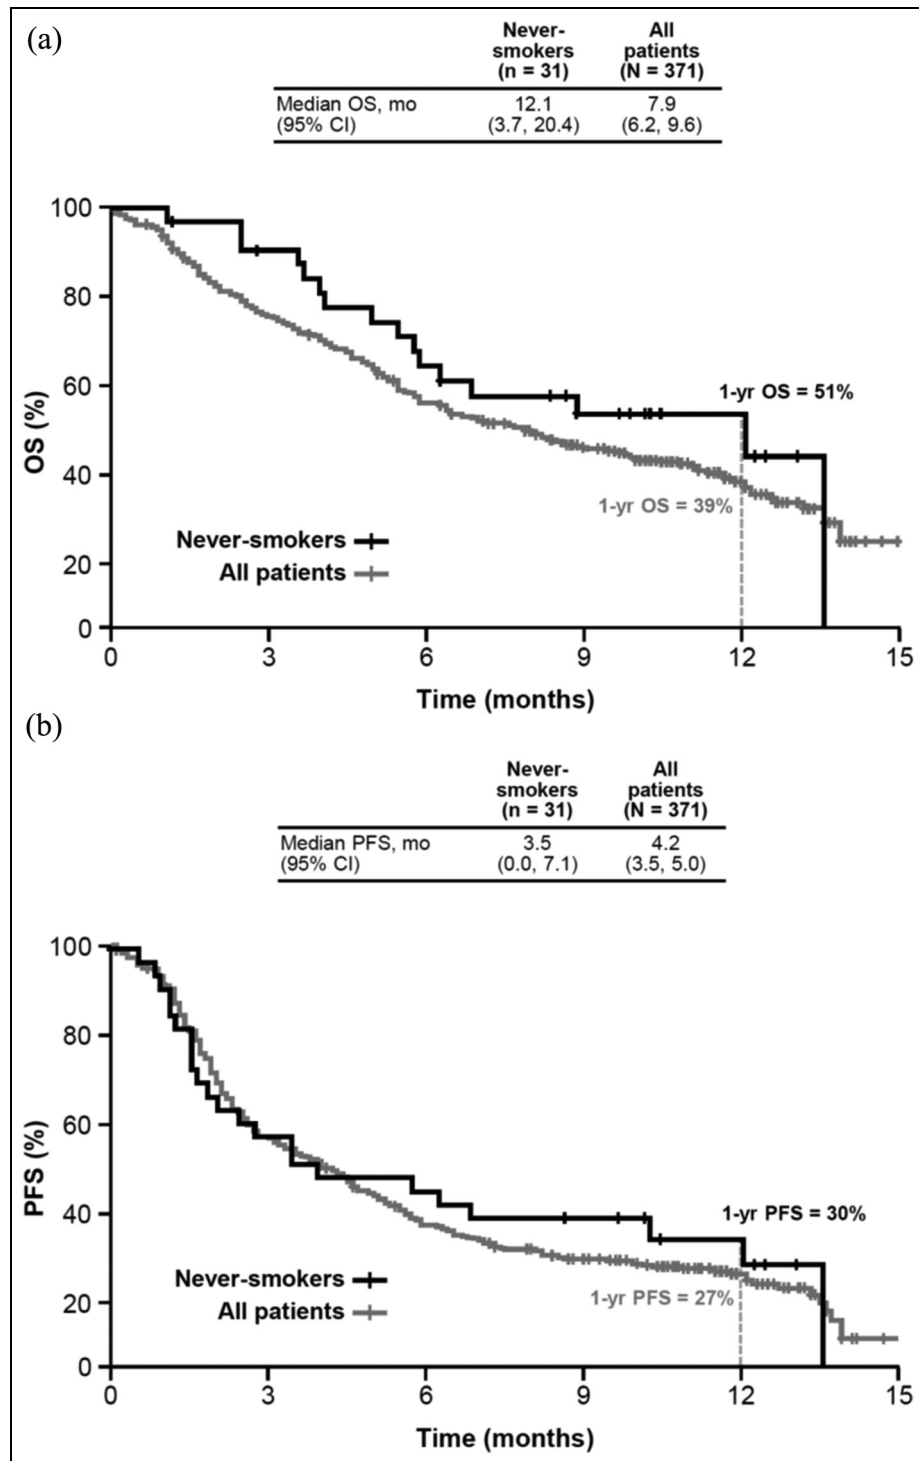 (a)
Never-
smokers
(n = 31)
All
patients
(N = 371)
Median OS, mo
(95% CI)
12.1
(3.7, 20.4)
7.9
(6.2, 9.6)
100
80
60
40
20
0
OS (%)
1-yr OS = 51%
1-yr OS = 39%
Never-smokers
All patients
0 3 6 9 12 15
Time (months)
(b)
Never-
smokers
(n = 31)
All
patients
(N = 371)
Median PFS, mo
(95% CI)
3.5
(0.0, 7.1)
4.2
(3.5, 5.0)
100
80
60
40
20
0
PFS (%)
1-yr PFS = 30%
1-yr PFS = 27%
Never-smokers
All patients
0 3 6 9 12 15
Time (months)